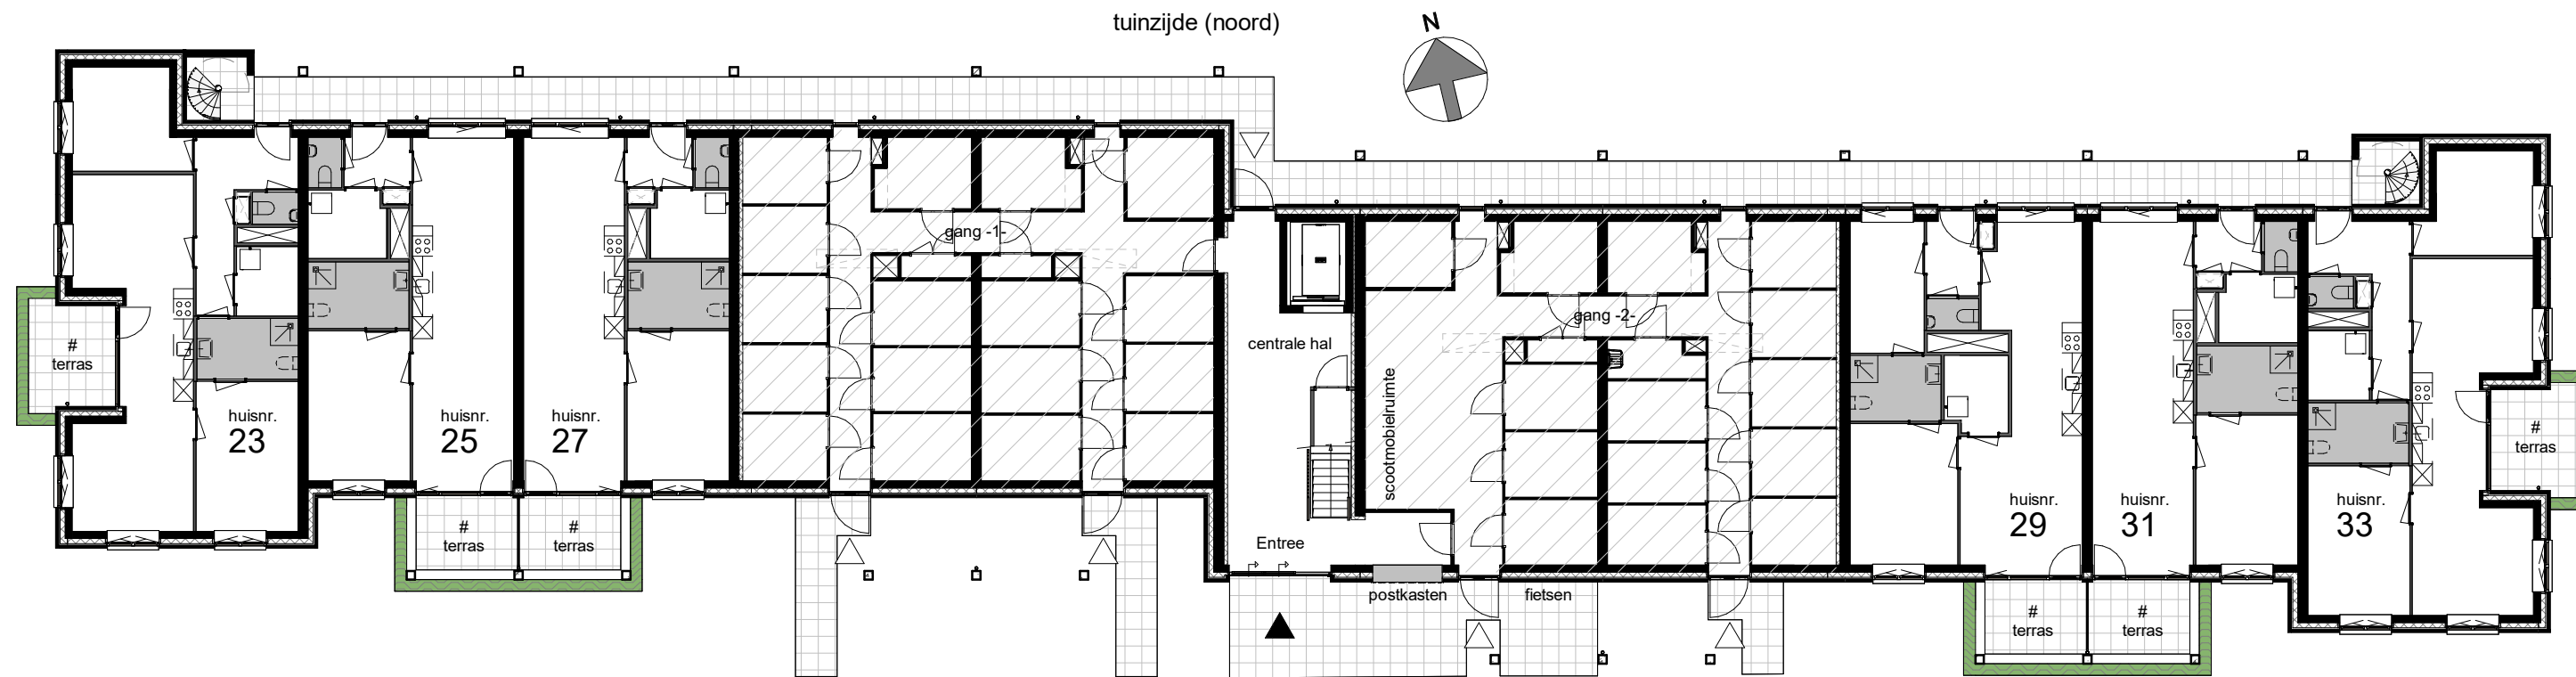 tuinzijde (noord)
N
gang -1-
gang -2-
centrale hal
scootmobielruimte
#
terras
huisnr.
23
huisnr.
25
huisnr.
27
#
terras
#
terras
Entree
postkasten
fietsen
huisnr.
29
huisnr.
31
huisnr.
33
#
terras
#
terras
#
terras